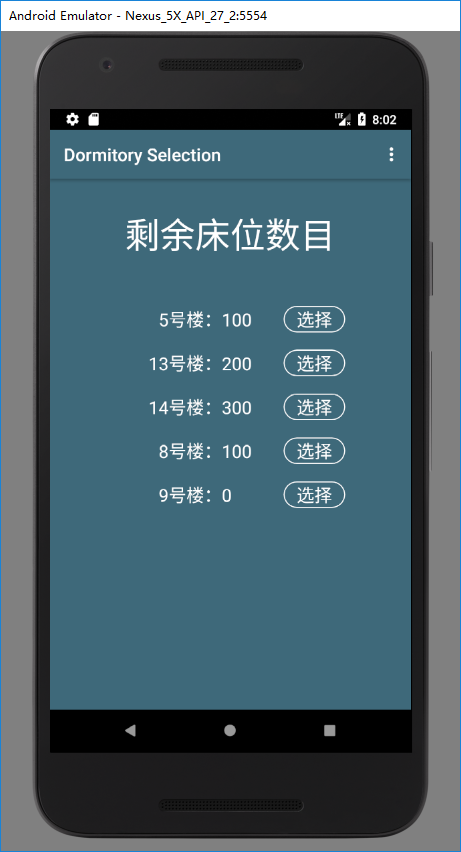 Android Emulator - Nexus_5X_API_27_2:5554
LTE 8:02
Dormitory Selection
剩余床位数目
5号楼：100 选择
13号楼：200 选择
14号楼：300 选择
8号楼：100 选择
9号楼：0 选择